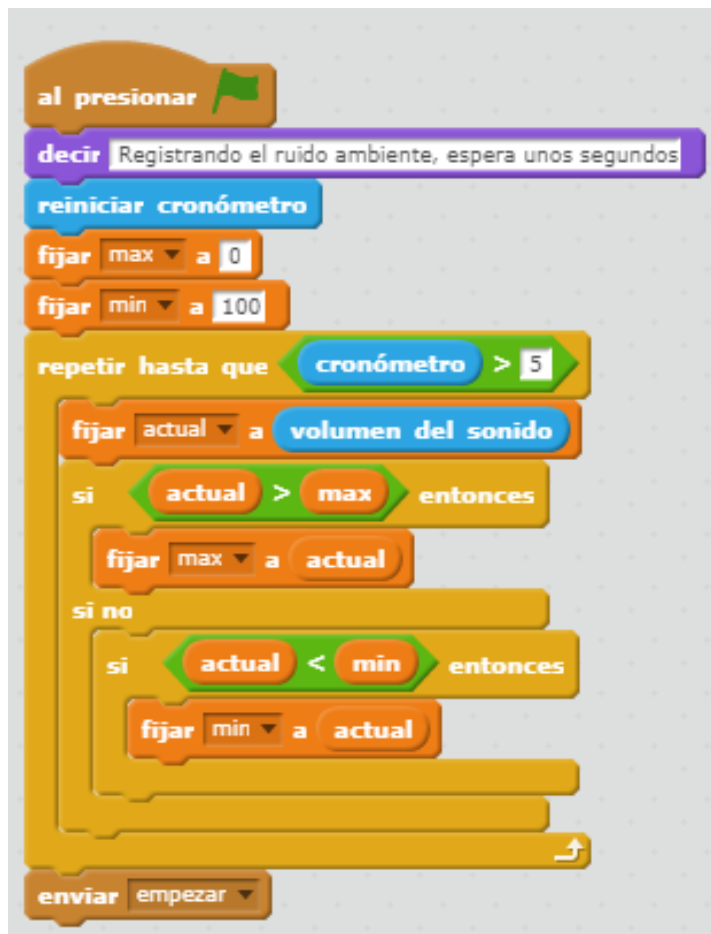 al presionar
decir Registrando el ruido ambiente, espera unos segundos
reiniciar cronómetro
fijar max a 0
fijar min a 100
repetir hasta que cronómetro > 5
fijar actual a volumen del sonido
si actual > max entonces
fijar max a actual
si no
si actual < min entonces
fijar min a actual
enviar empezar